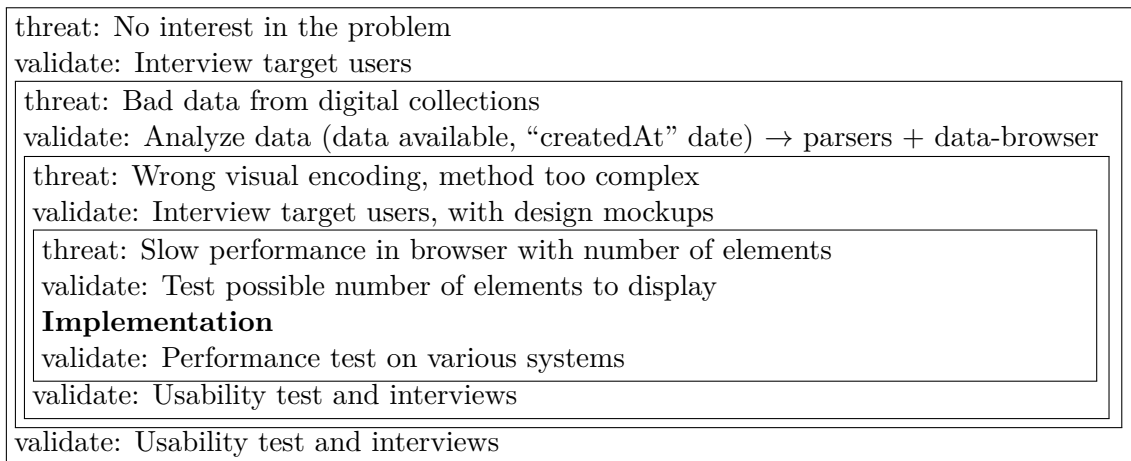 threat: No interest in the problem
validate: Interview target users
threat: Bad data from digital collections
validate: Analyze data (data available, “createdAt” date) → parsers + data-browser
threat: Wrong visual encoding, method too complex
validate: Interview target users, with design mockups
threat: Slow performance in browser with number of elements
validate: Test possible number of elements to display
Implementation
validate: Performance test on various systems
validate: Usability test and interviews
validate: Usability test and interviews